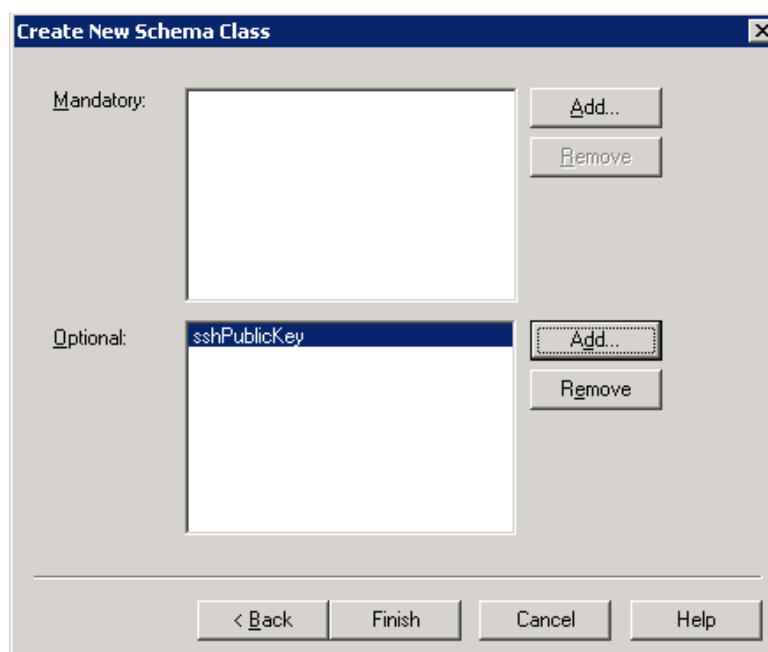 Create New Schema Class
Mandatory:
Add...
Remove
Optional:
sshPublicKey
Add...
Remove
< Back
Finish
Cancel
Help